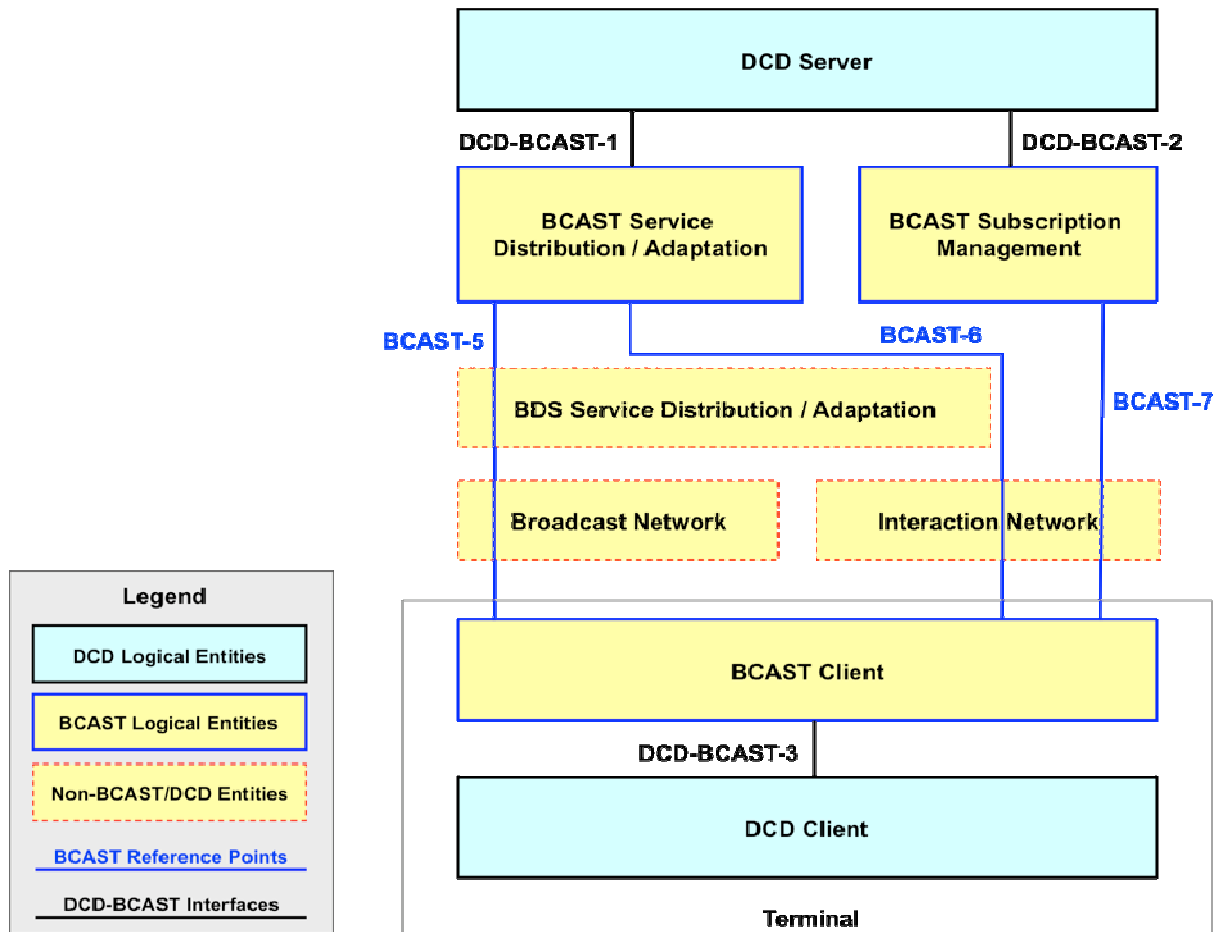 DCD Server
DCD-BCAST-1
DCD-BCAST-2
BCAST Service
Distribution / Adaptation
BCAST Subscription
Management
BCAST-5
BCAST-6
BCAST-7
BDS Service Distribution / Adaptation
Broadcast Network
Interaction Network
Legend
DCD Logical Entities
BCAST Logical Entities
Non-BCAST/DCD Entities
BCAST Reference Points
DCD-BCAST Interfaces
BCAST Client
DCD-BCAST-3
DCD Client
Terminal